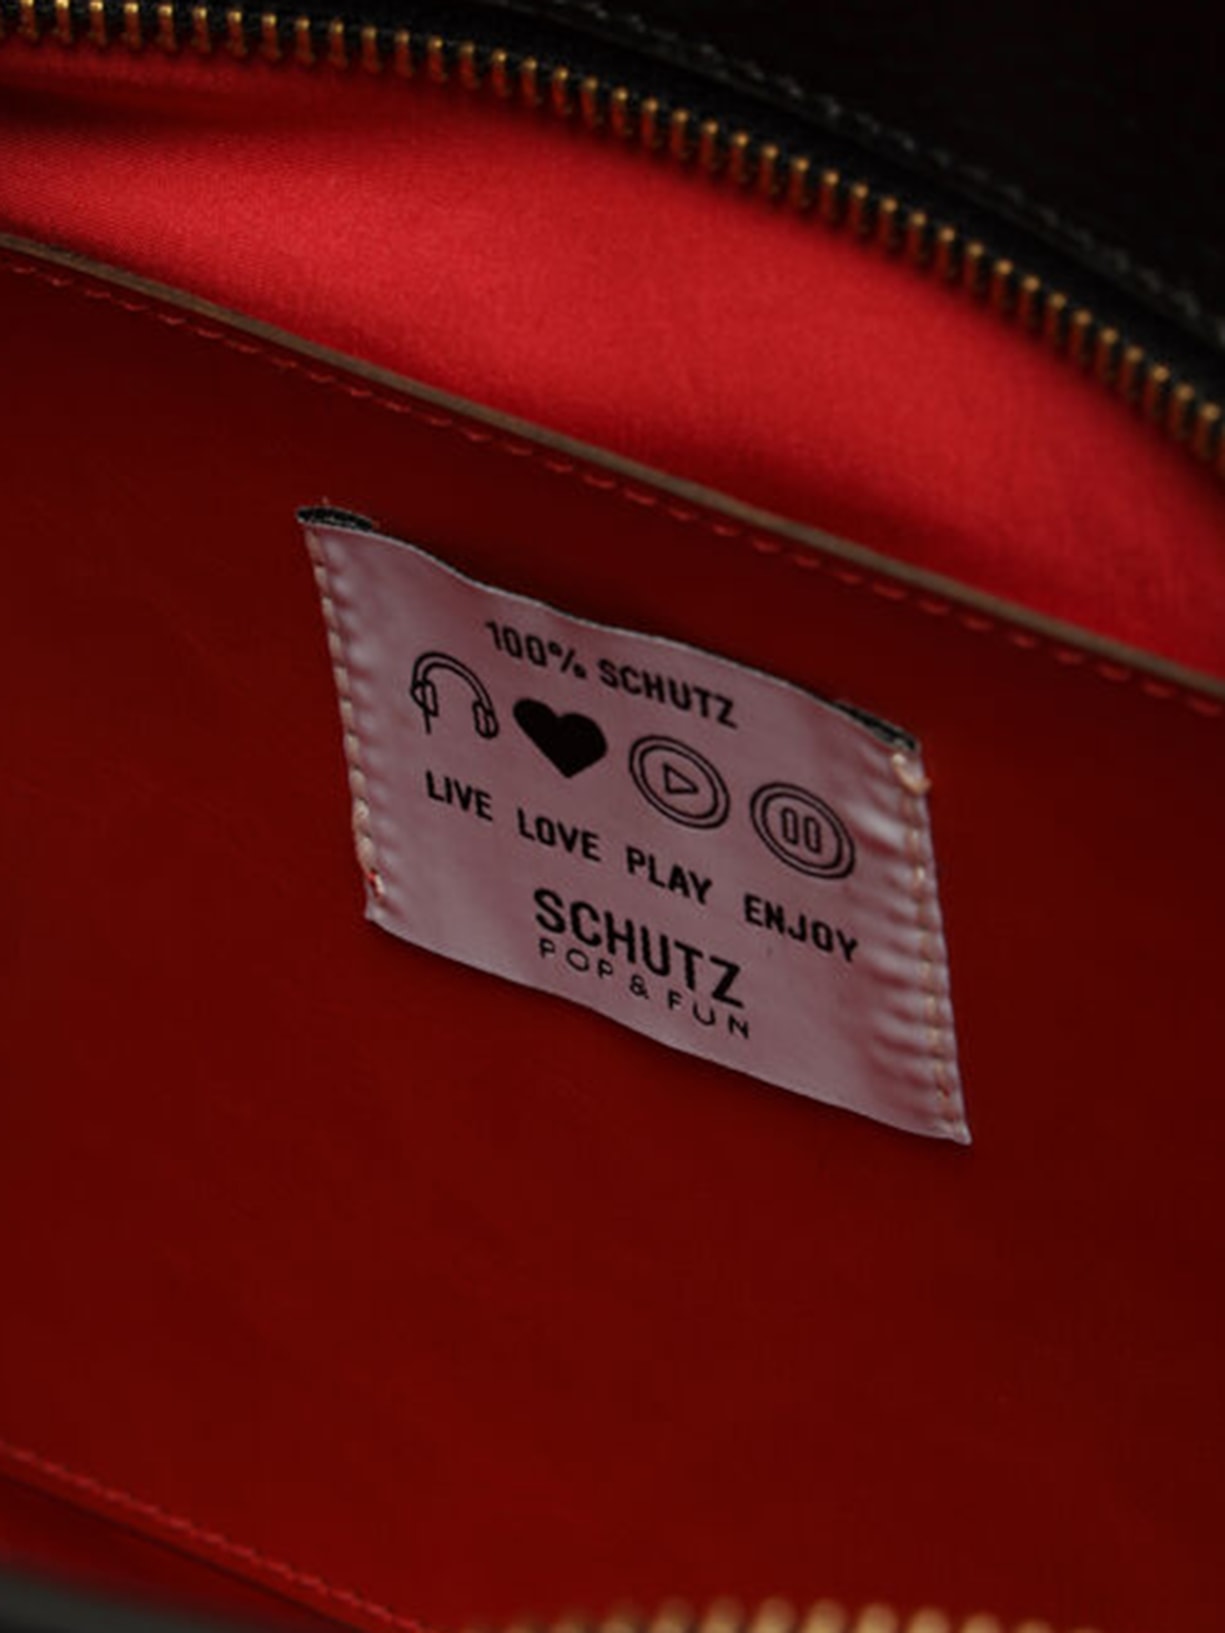 100% SCHUTZ
LIVE LOVE PLAY ENJOY
SCHUTZ
POP & FUN